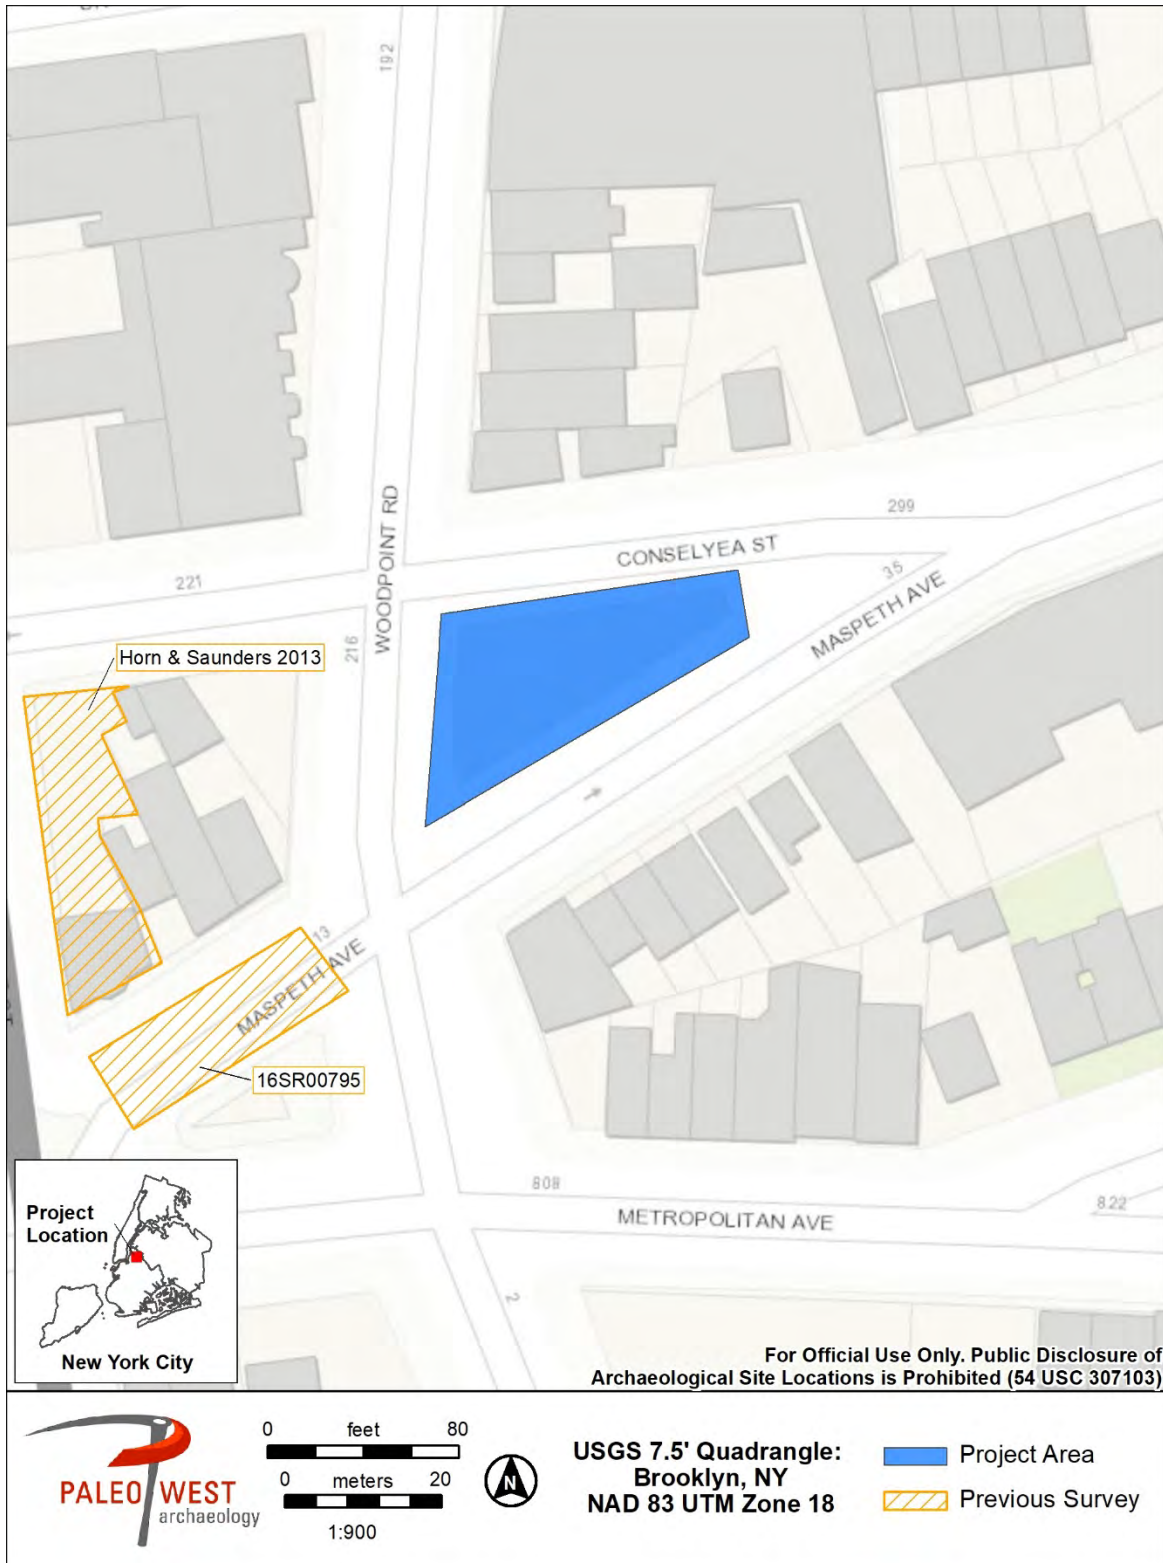 192
WOODPOINT RD
299
CONSELYEA ST
221
35
MASPETH AVE
216
Horn & Saunders 2013
13
MASPETH AVE
16SR00795
808
822
METROPOLITAN AVE
2
Project
Location
New York City
For Official Use Only. Public Disclosure of
Archaeological Site Locations is Prohibited (54 USC 307103)
PALEO WEST
archaeology
0 feet 80
0 meters 20
1:900
N
USGS 7.5' Quadrangle:
Brooklyn, NY
NAD 83 UTM Zone 18
Project Area
Previous Survey